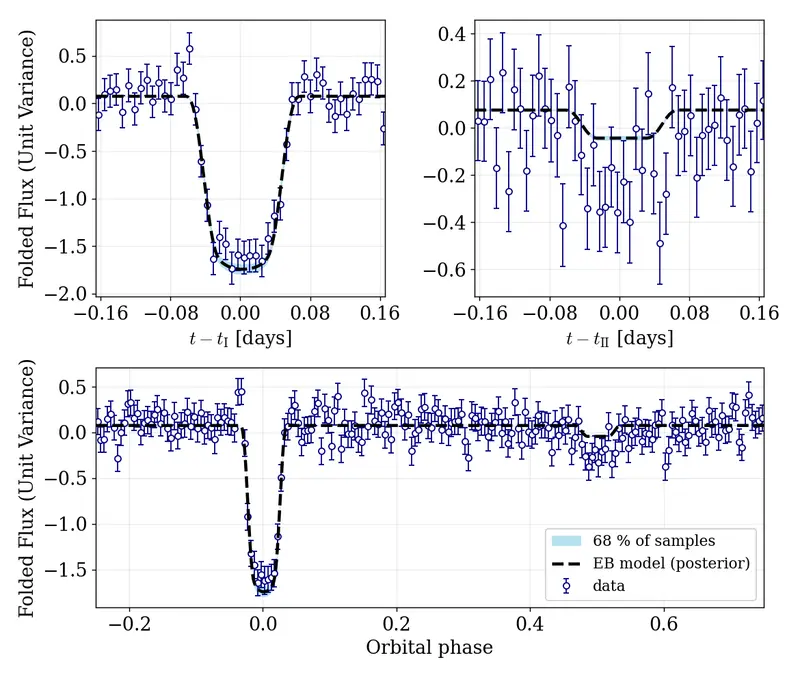 Folded Flux (Unit Variance)
0.5
0.0
−0.5
−1.0
−1.5
−2.0
−0.16 −0.08 0.00 0.08 0.16
t − tI [days]
0.4
0.2
0.0
−0.2
−0.4
−0.6
−0.16 −0.08 0.00 0.08 0.16
t − tII [days]
Folded Flux (Unit Variance)
0.5
0.0
−0.5
−1.0
−1.5
−0.2 0.0 0.2 0.4 0.6
Orbital phase
68 % of samples
EB model (posterior)
data